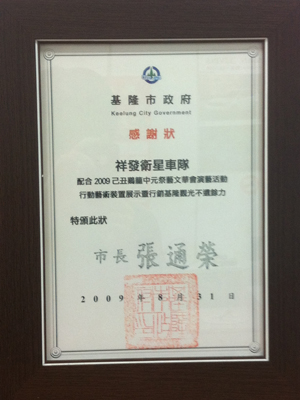 基隆市政府
Keelung City Government
感謝狀
祥發衛星車隊
配合2009己丑雞籠中元祭藝文華會演藝活動
行動藝術裝置展示暨行銷基隆觀光不遺餘力
特頒此狀
市長 張通榮
2009年8月31日